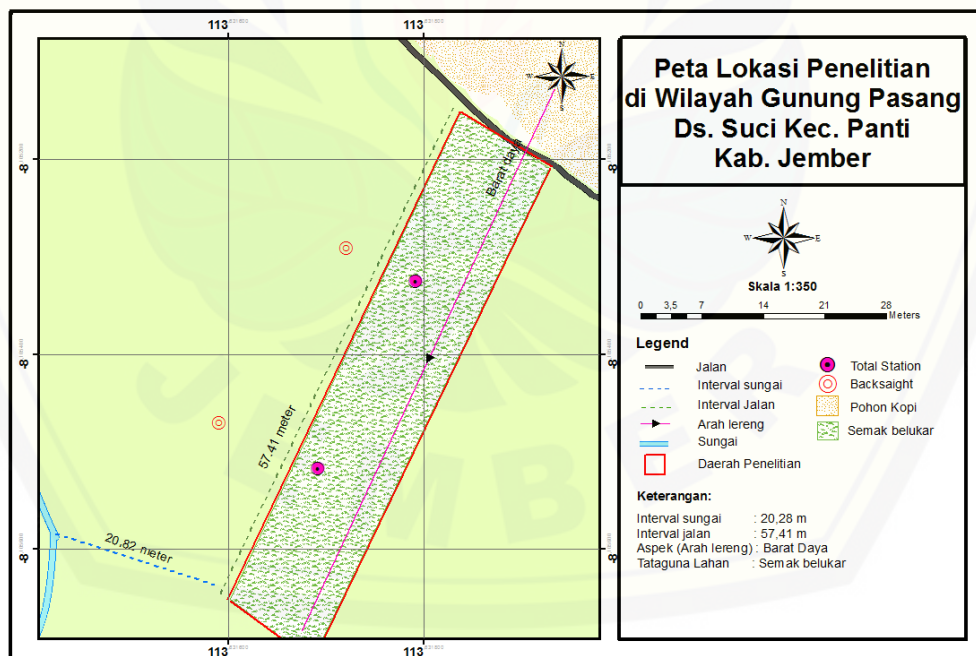 113
113
N
W
E
S
8
8
8
113
113
Barat daya
57.41 meter
20.82 meter
Peta Lokasi Penelitian
di Wilayah Gunung Pasang
Ds. Suci Kec. Panti
Kab. Jember
N
W
E
S
Skala 1:350
0 3,5 7 14 21 28
Meters
Legend
Jalan
Interval sungai
Interval Jalan
Arah lereng
Sungai
Daerah Penelitian
Total Station
Backsaight
Pohon Kopi
Semak belukar
Keterangan:
Interval sungai : 20,28 m
Interval jalan : 57,41 m
Aspek (Arah lereng) : Barat Daya
Tataguna Lahan : Semak belukar